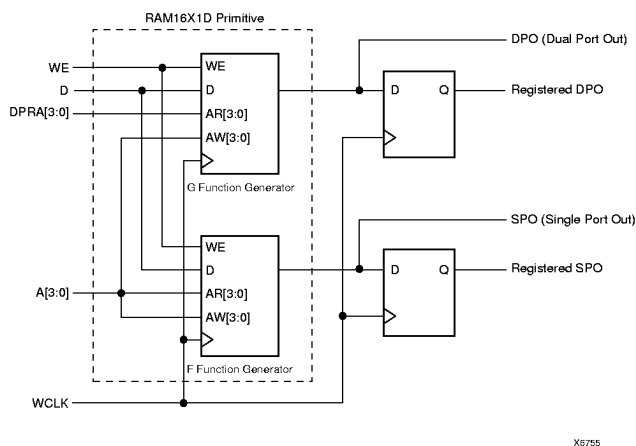 RAM16X1D Primitive
DPO (Dual Port Out)
WE
WE
D
D
D
Q
Registered DPO
DPRA[3:0]
AR[3:0]
AW[3:0]
G Function Generator
SPO (Single Port Out)
WE
D
D
Q
Registered SPO
A[3:0]
AR[3:0]
AW[3:0]
F Function Generator
WCLK
X6755